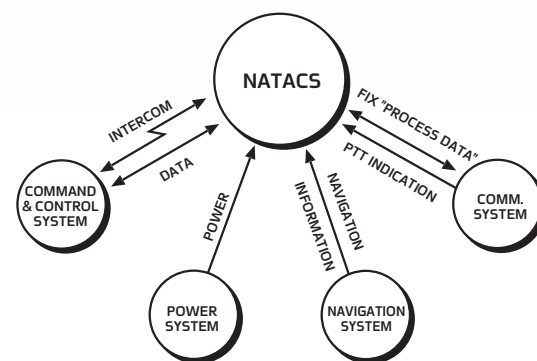 NATACS
INTERCOM
DATA
FIX "PROCESS DATA"
PTT INDICATION
COMMAND
& CONTROL
SYSTEM
POWER
NAVIGATION
INFORMATION
COMM.
SYSTEM
POWER
SYSTEM
NAVIGATION
SYSTEM